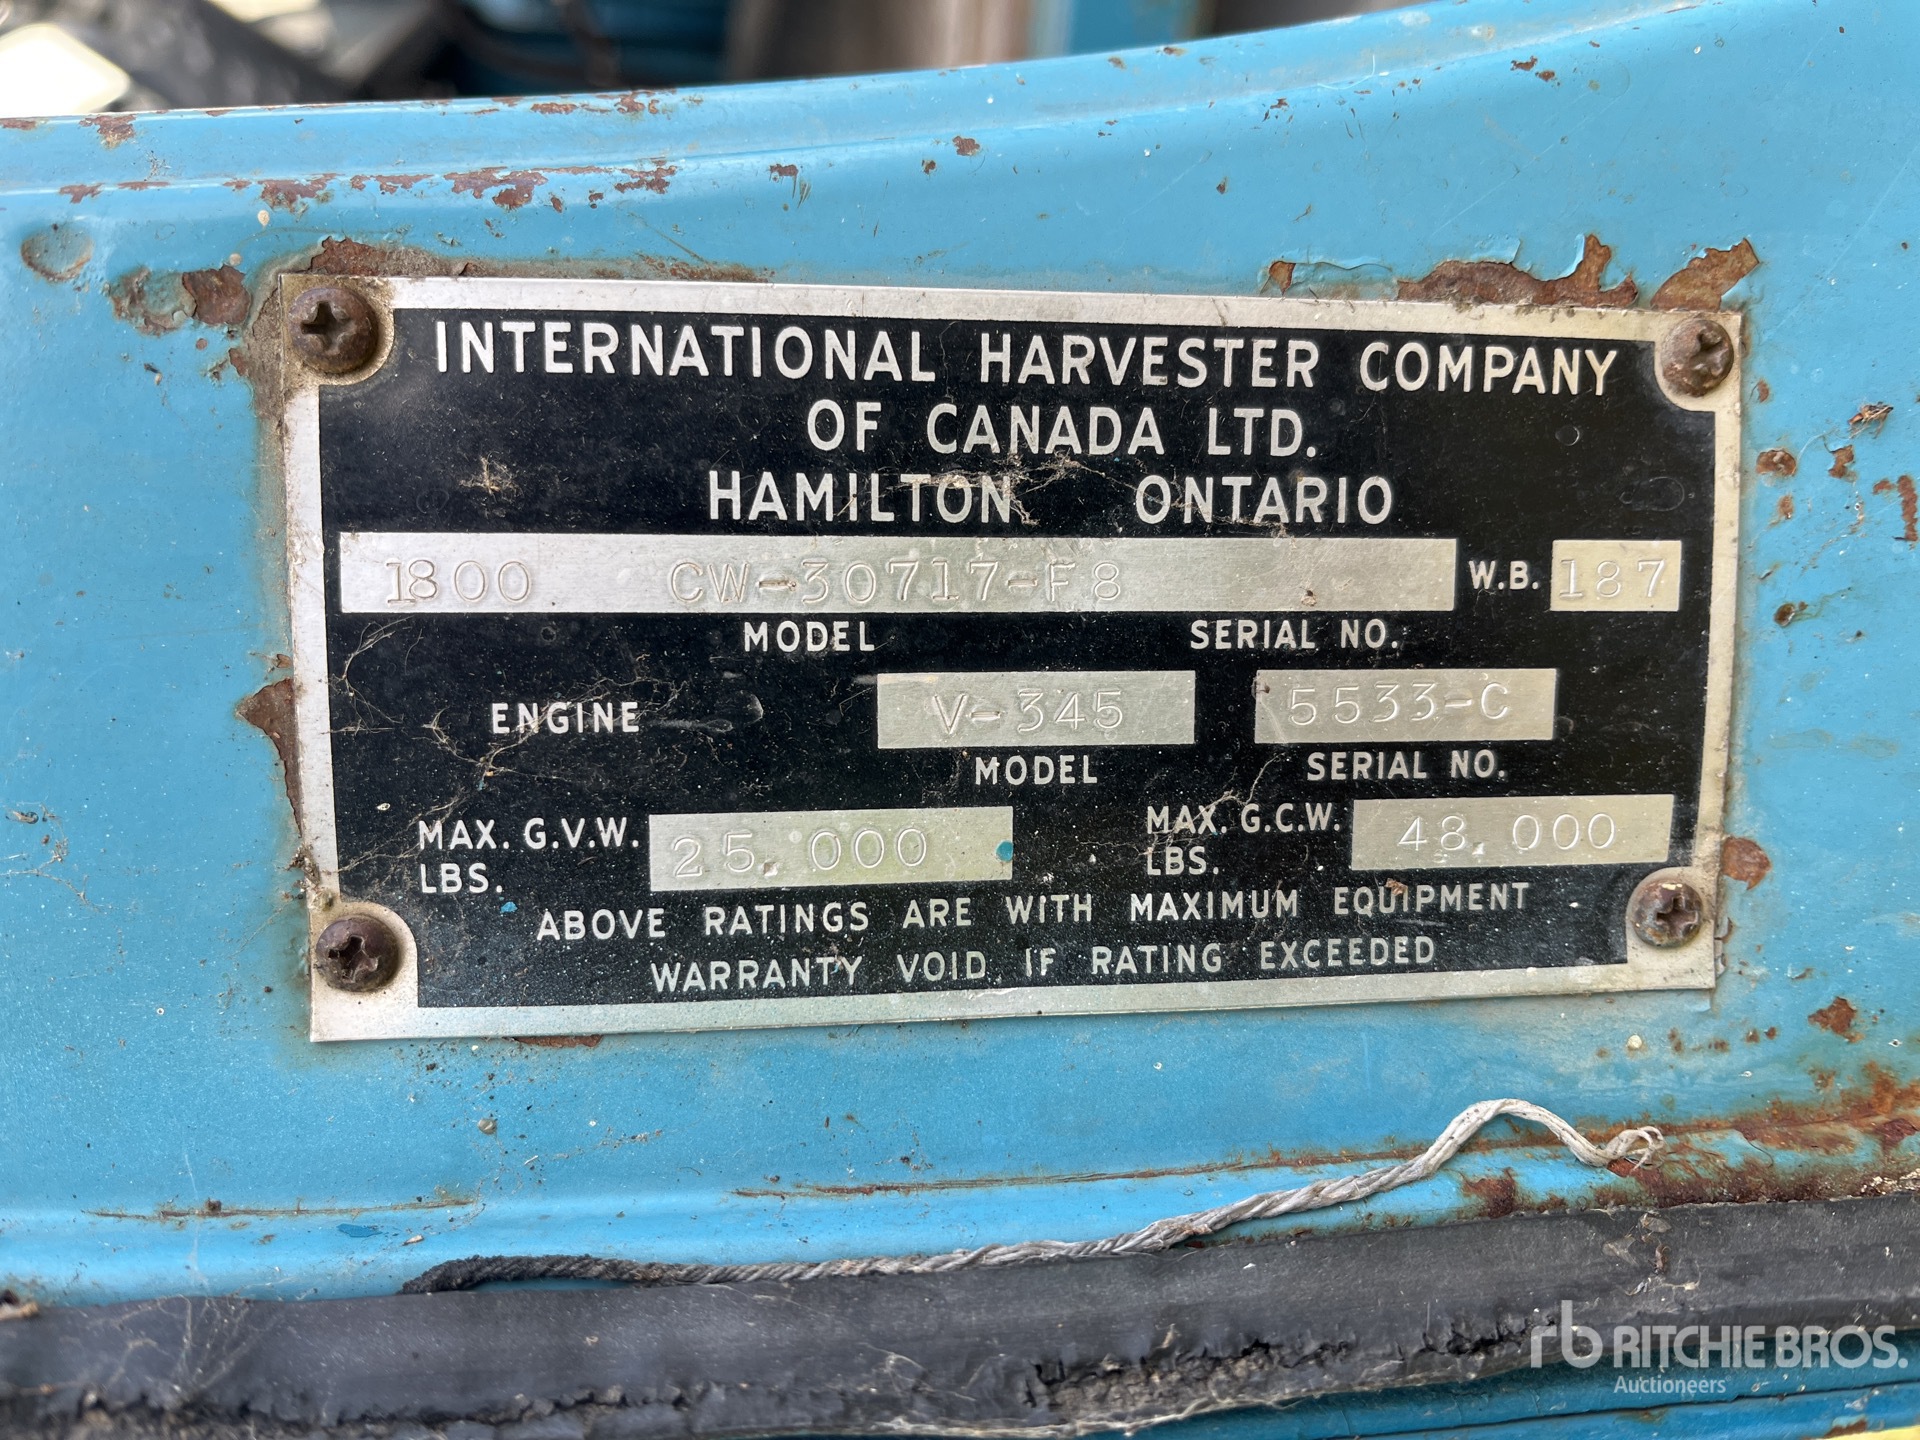 INTERNATIONAL HARVESTER COMPANY
OF CANADA LTD.
HAMILTON ONTARIO
1800 CW-30717-F8 W.B. 187
MODEL SERIAL NO.
ENGINE V-345 5533-C
MODEL SERIAL NO.
MAX. G.V.W. LBS. 25,000 MAX. G.C.W. LBS. 48,000
ABOVE RATINGS ARE WITH MAXIMUM EQUIPMENT
WARRANTY VOID IF RATING EXCEEDED
rb RITCHIE BROS.
Auctioneers